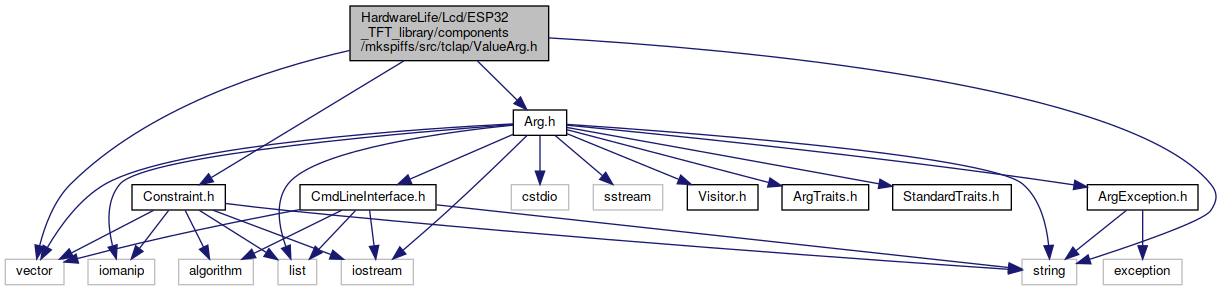 HardwareLife/Lcd/ESP32
_TFT_library/components
/mkspiffs/src/tclap/ValueArg.h
Arg.h
Constraint.h
CmdLineInterface.h
cstdio
sstream
Visitor.h
ArgTraits.h
StandardTraits.h
ArgException.h
vector
iomanip
algorithm
list
iostream
string
exception